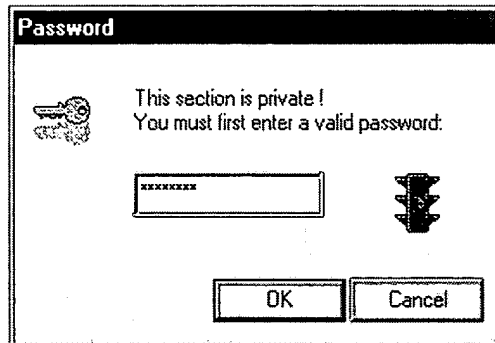 Password
This section is private !
You must first enter a valid password:
xxxxxxxx
OK
Cancel